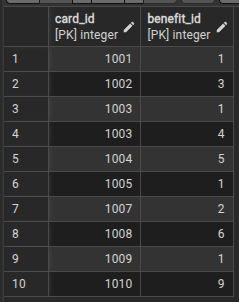 card_id benefit_id
[PK] integer [PK] integer
1 1001 1
2 1002 3
3 1003 1
4 1003 4
5 1004 5
6 1005 1
7 1007 2
8 1008 6
9 1009 1
10 1010 9